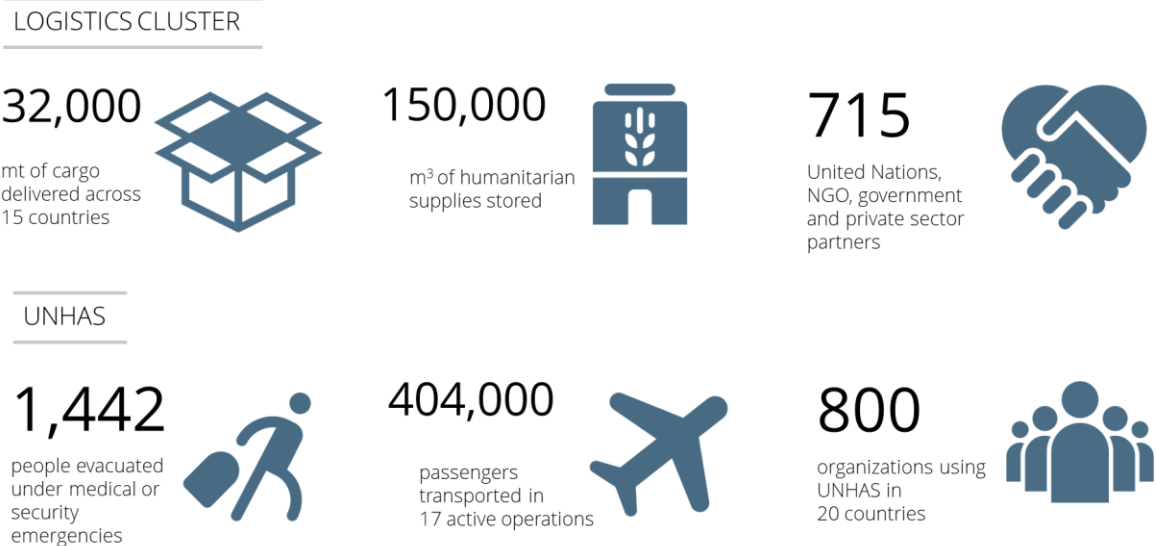 LOGISTICS CLUSTER
32,000
mt of cargo
delivered across
15 countries
150,000
m³ of humanitarian
supplies stored
715
United Nations,
NGO, government
and private sector
partners
UNHAS
1,442
people evacuated
under medical or
security
emergencies
404,000
passengers
transported in
17 active operations
800
organizations using
UNHAS in
20 countries